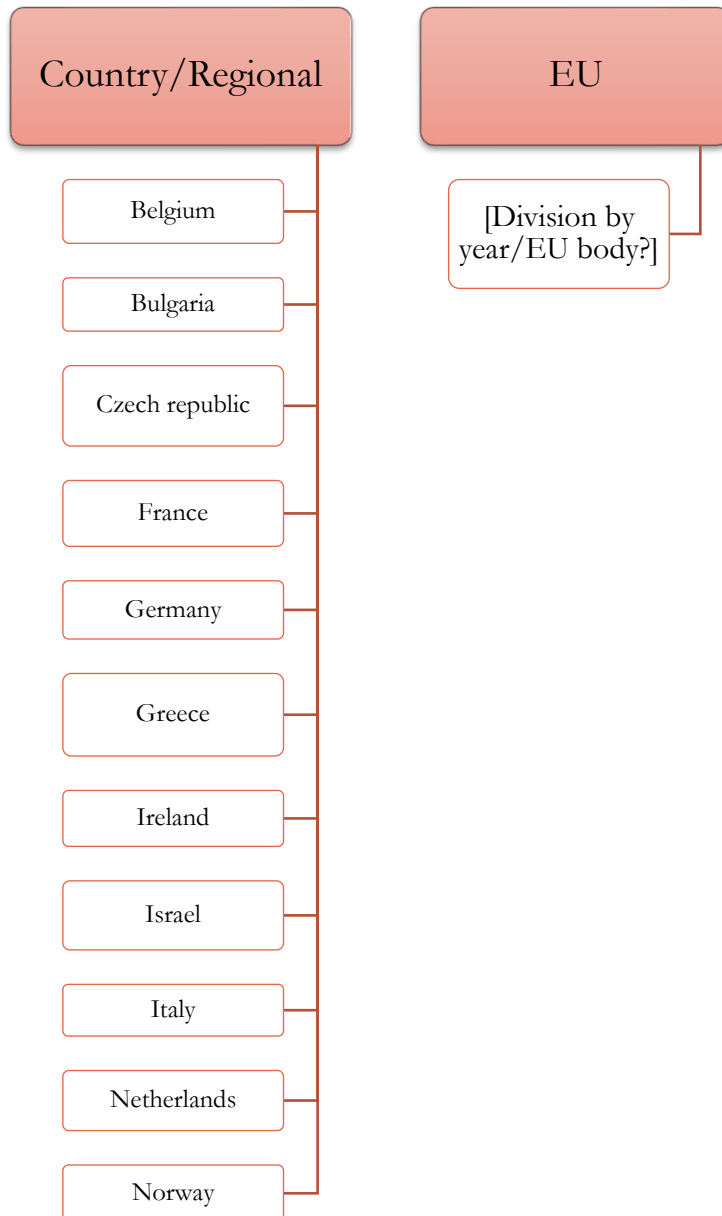 Country/Regional
Belgium
Bulgaria
Czech republic
France
Germany
Greece
Ireland
Israel
Italy
Netherlands
Norway
EU
[Division by
year/EU body?]